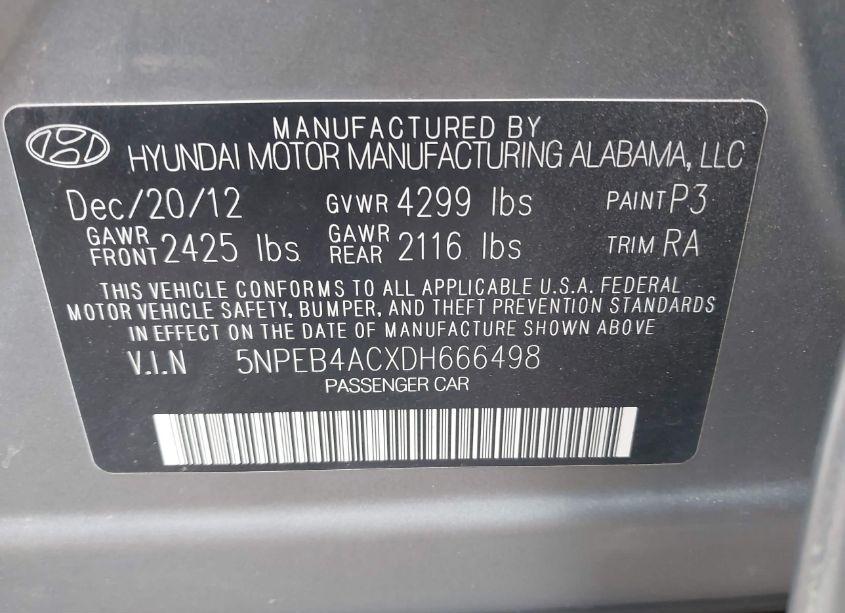 MANUFACTURED BY
HYUNDAI MOTOR MANUFACTURING ALABAMA, LLC
Dec/20/12 GVWR 4299 lbs PAINT P3
GAWR FRONT 2425 lbs GAWR REAR 2116 lbs TRIM RA
THIS VEHICLE CONFORMS TO ALL APPLICABLE U.S.A. FEDERAL
MOTOR VEHICLE SAFETY, BUMPER, AND THEFT PREVENTION STANDARDS
IN EFFECT ON THE DATE OF MANUFACTURE SHOWN ABOVE
V.I.N 5NPEB4ACXDH666498
PASSENGER CAR